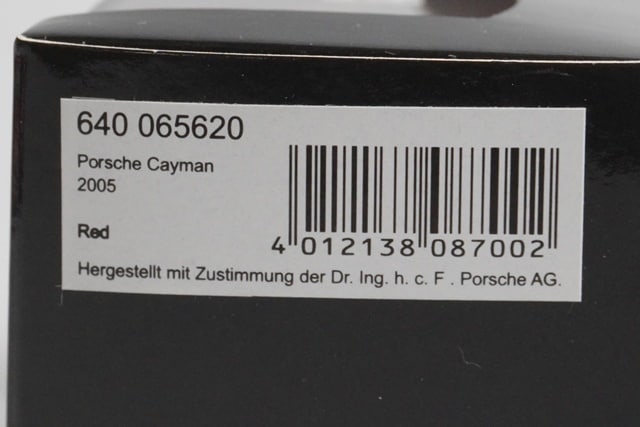 640 065620
Porsche Cayman
2005
Red
4 012138 087002
Hergestellt mit Zustimmung der Dr. Ing. h. c. F . Porsche AG.